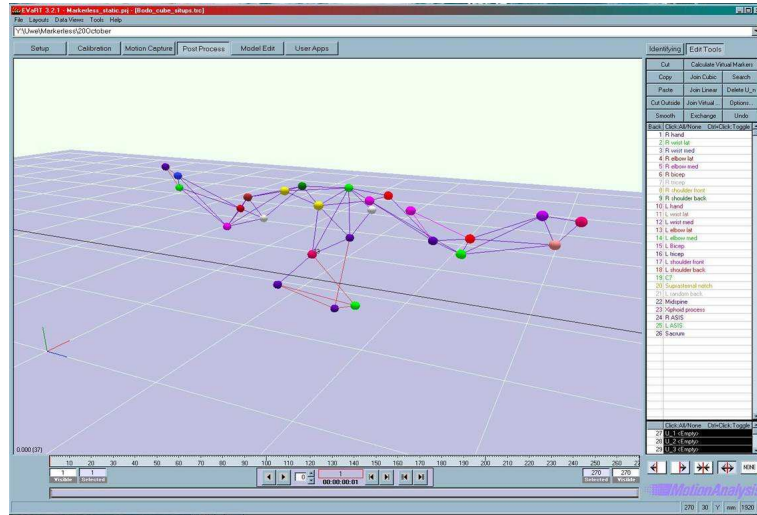 EVaRT 3.2.1 - Markerless_static.prj - [Bodo_cube_situps.trc]
File Layouts Data Views Tools Help
Y:\Uwe\Markerless\20October
Setup Calibration Motion Capture Post Process Model Edit User Apps
Identifying Edit Tools
Cut Calculate Virtual Markers
Copy Join Cubic Search
Paste Join Linear Delete U_n
Cut Outside Join Virtual... Options...
Smooth Exchange Undo
Back Click:All/None Ctrl+Click:Toggle
1 R hand
2 R wrist lat
3 R wrist med
4 R elbow lat
5 R elbow med
6 R bicep
7 R tricep
8 R shoulder front
9 R shoulder back
10 L hand
11 L wrist lat
12 L wrist med
13 L elbow lat
14 L elbow med
15 L Bicep
16 L tricep
17 L shoulder front
18 L shoulder back
19 C7
20 Suprasternal notch
21 L random back
22 Midspine
23 Xiphoid process
24 R ASIS
25 L ASIS
26 Sacrum
Click:All/None Ctrl+Click:Toggle
27 U_1 <Empty>
28 U_2 <Empty>
29 U_3 <Empty>
0.000 (37)
10 20 30 40 50 60 70 80 90 100 110 120 130 140 150 160 170 180 190 200 210 220 230 240 250 260 27
1 1 0 1 270 270
Visible Selected 00:00:00:01 Selected Visible
NONE
MotionAnalysis
270 30 Y mm 1920